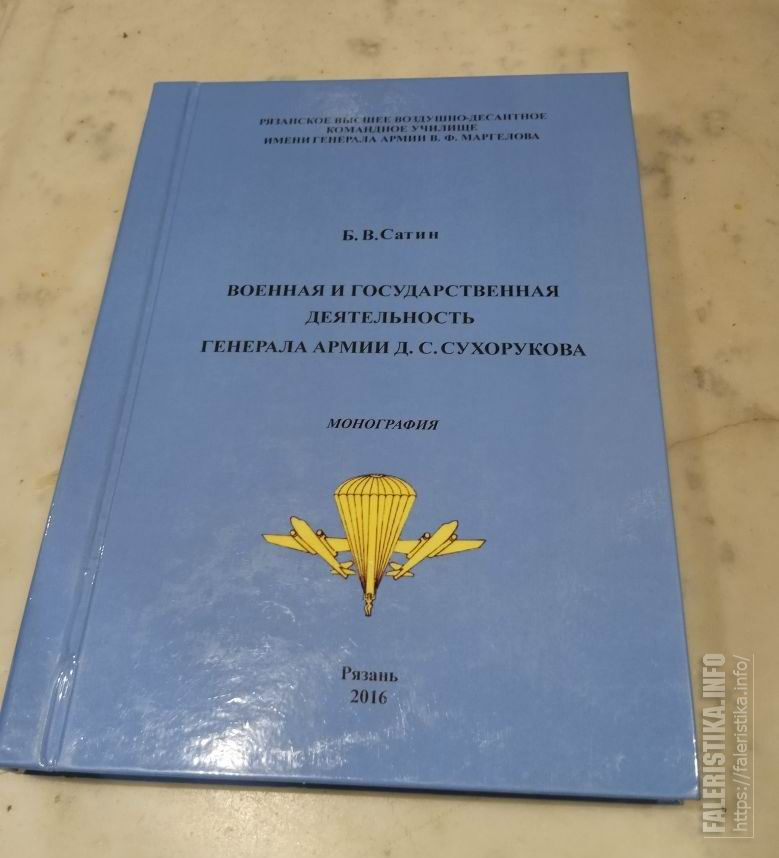 РЯЗАНСКОЕ ВЫСШЕЕ ВОЗДУШНО-ДЕСАНТНОЕ
КОМАНДНОЕ УЧИЛИЩЕ
ИМЕНИ ГЕНЕРАЛА АРМИИ В. Ф. МАРГЕЛОВА
Б. В. Сатин
ВОЕННАЯ И ГОСУДАРСТВЕННАЯ
ДЕЯТЕЛЬНОСТЬ
ГЕНЕРАЛА АРМИИ Д. С. СУХОРУКОВА
МОНОГРАФИЯ
Рязань
2016
FALERISTIKA.INFO
https://faleristika.info/